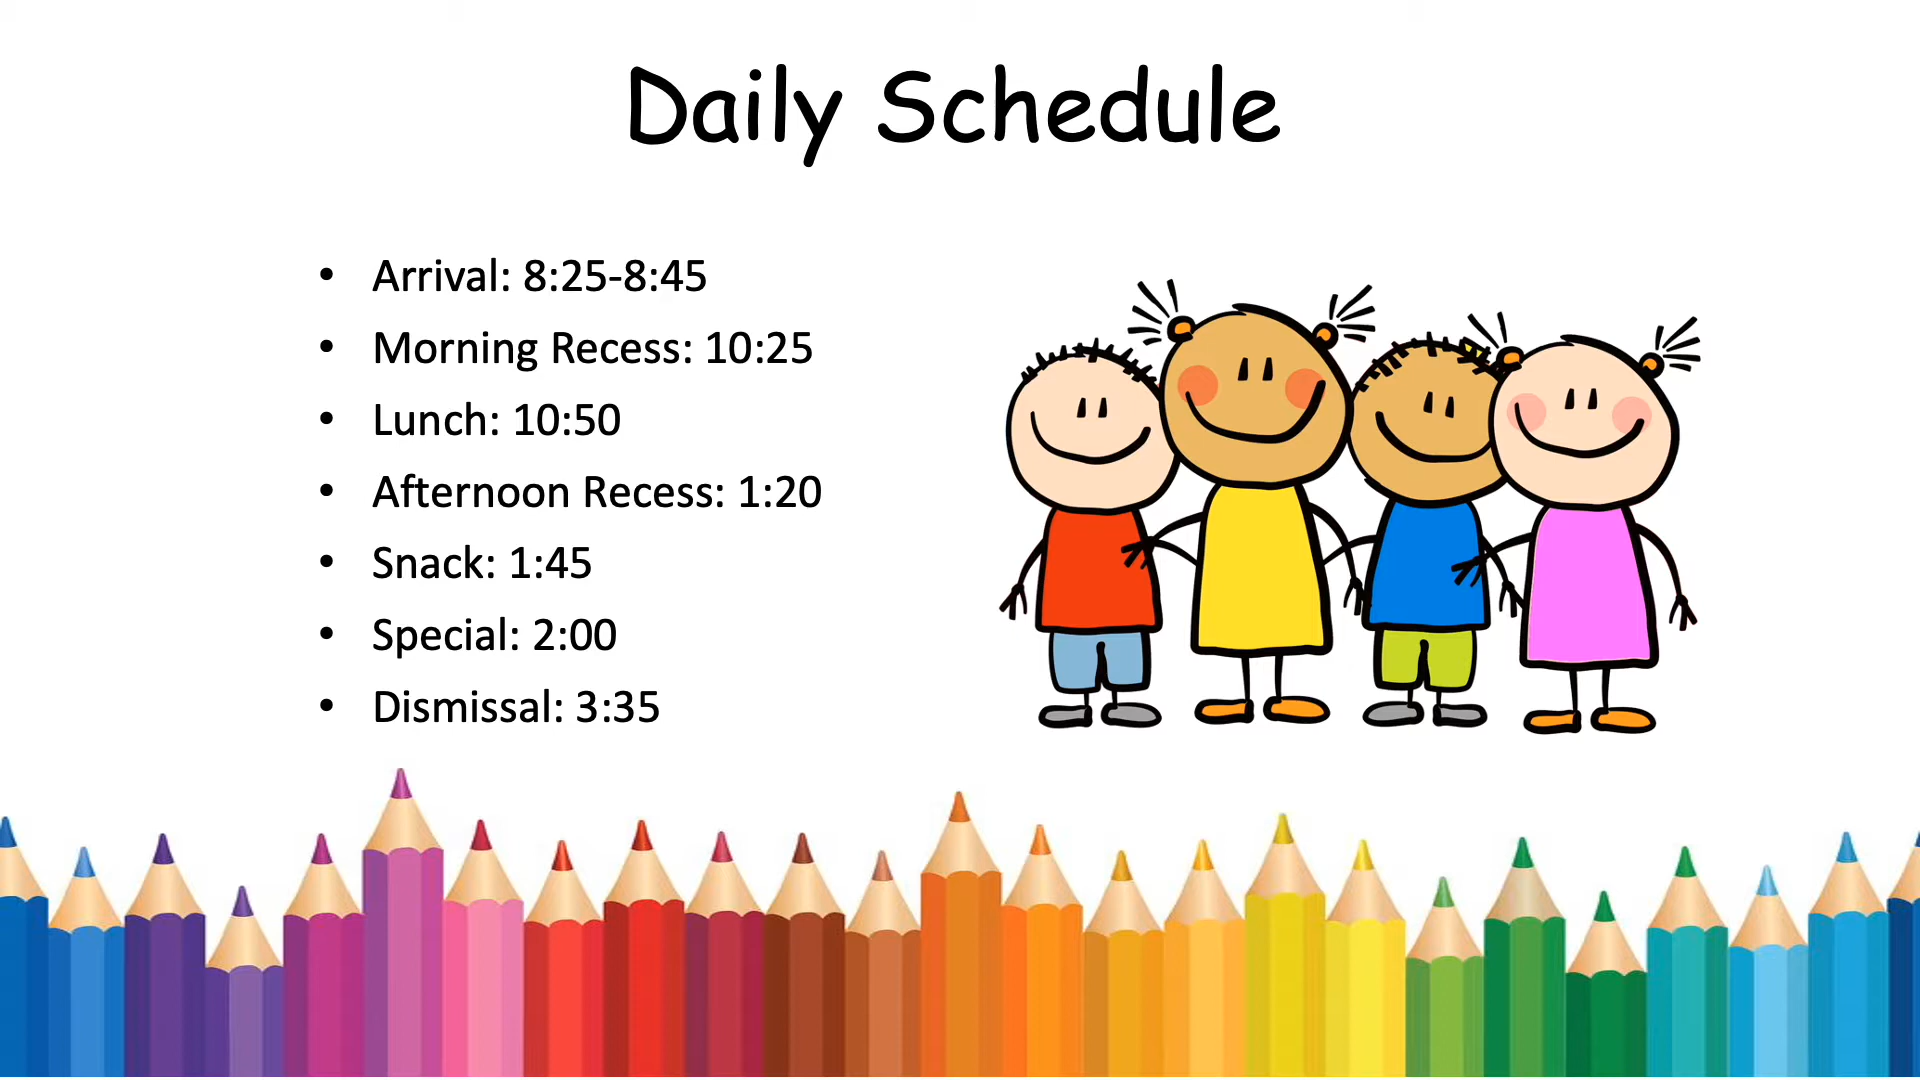 Daily Schedule
• Arrival: 8:25-8:45
• Morning Recess: 10:25
• Lunch: 10:50
• Afternoon Recess: 1:20
• Snack: 1:45
• Special: 2:00
• Dismissal: 3:35